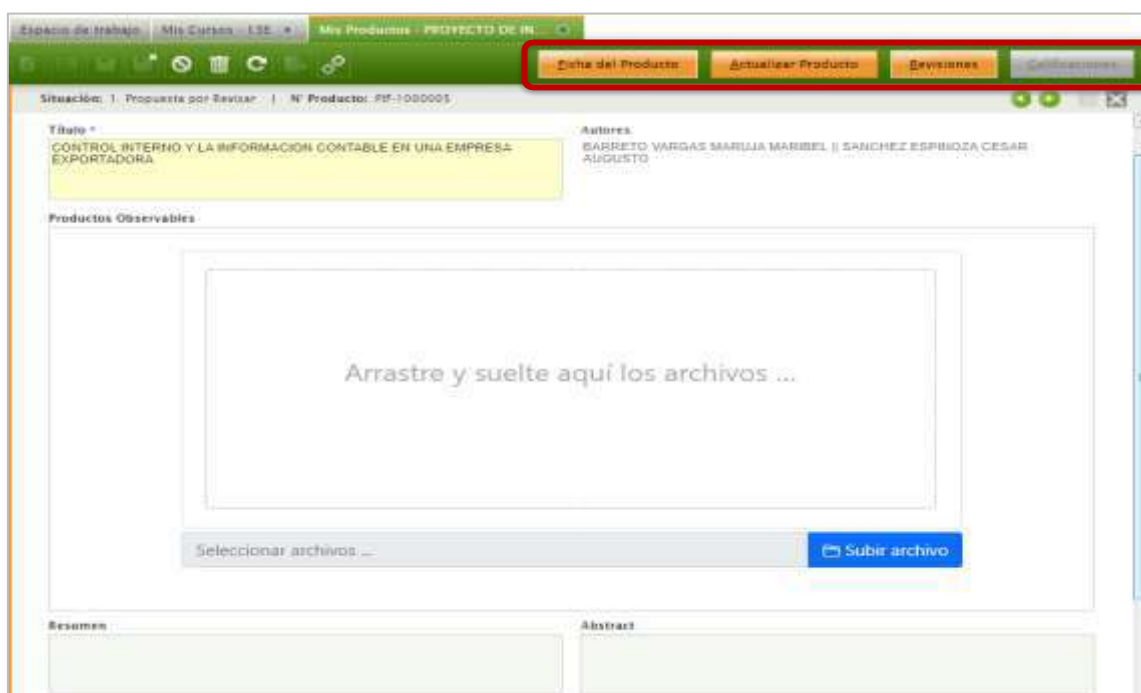 Espacio de trabajo Mis Cursos - LSE Mis Productos - PROYECTO DE IN...
Ficha del Producto Actualizar Producto Revisiones Calificaciones
Situación: 1. Propuesta por Revisar | N° Producto: PIF-1000005
Título * Autores
CONTROL INTERNO Y LA INFORMACION CONTABLE EN UNA EMPRESA BARRETO VARGAS MARUJA MARIBEL || SANCHEZ ESPINOZA CESAR
EXPORTADORA AUGUSTO
Productos Observables
Arrastre y suelte aquí los archivos ...
Seleccionar archivos ... Subir archivo
Resumen Abstract